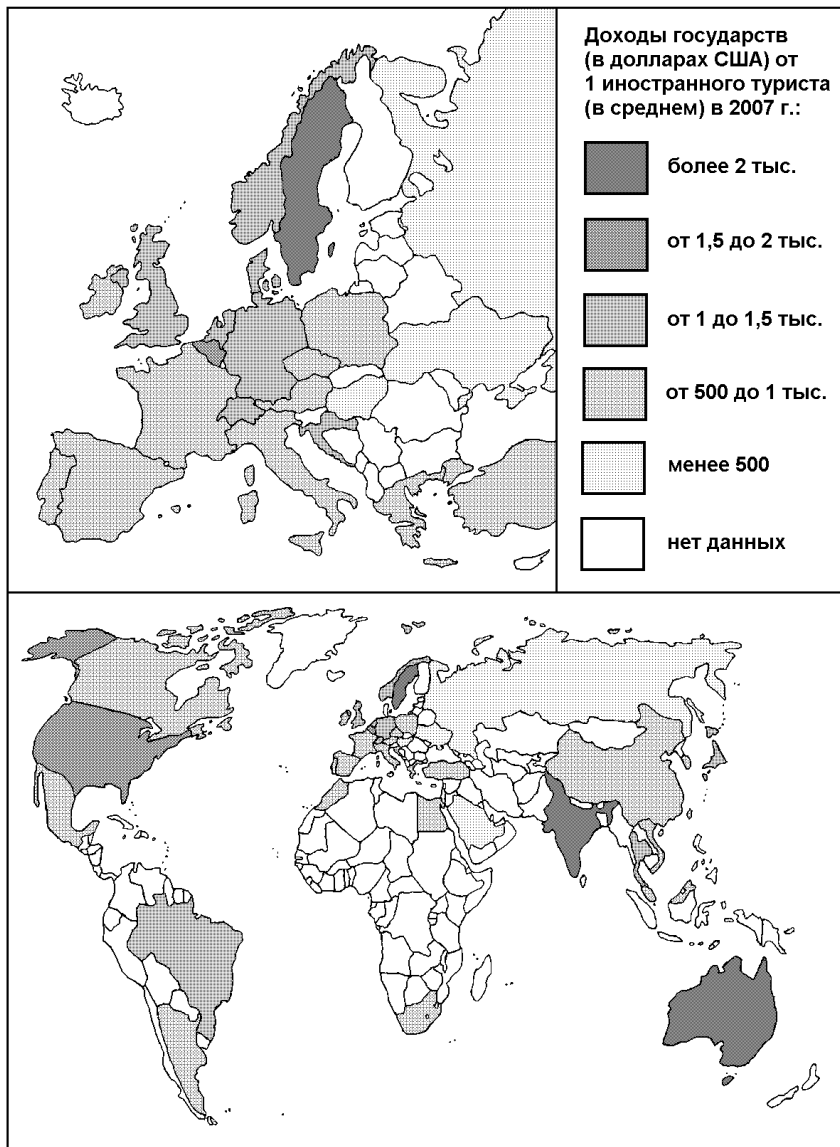 Доходы государств
(в долларах США) от
1 иностранного туриста
(в среднем) в 2007 г.:
более 2 тыс.
от 1,5 до 2 тыс.
от 1 до 1,5 тыс.
от 500 до 1 тыс.
менее 500
нет данных